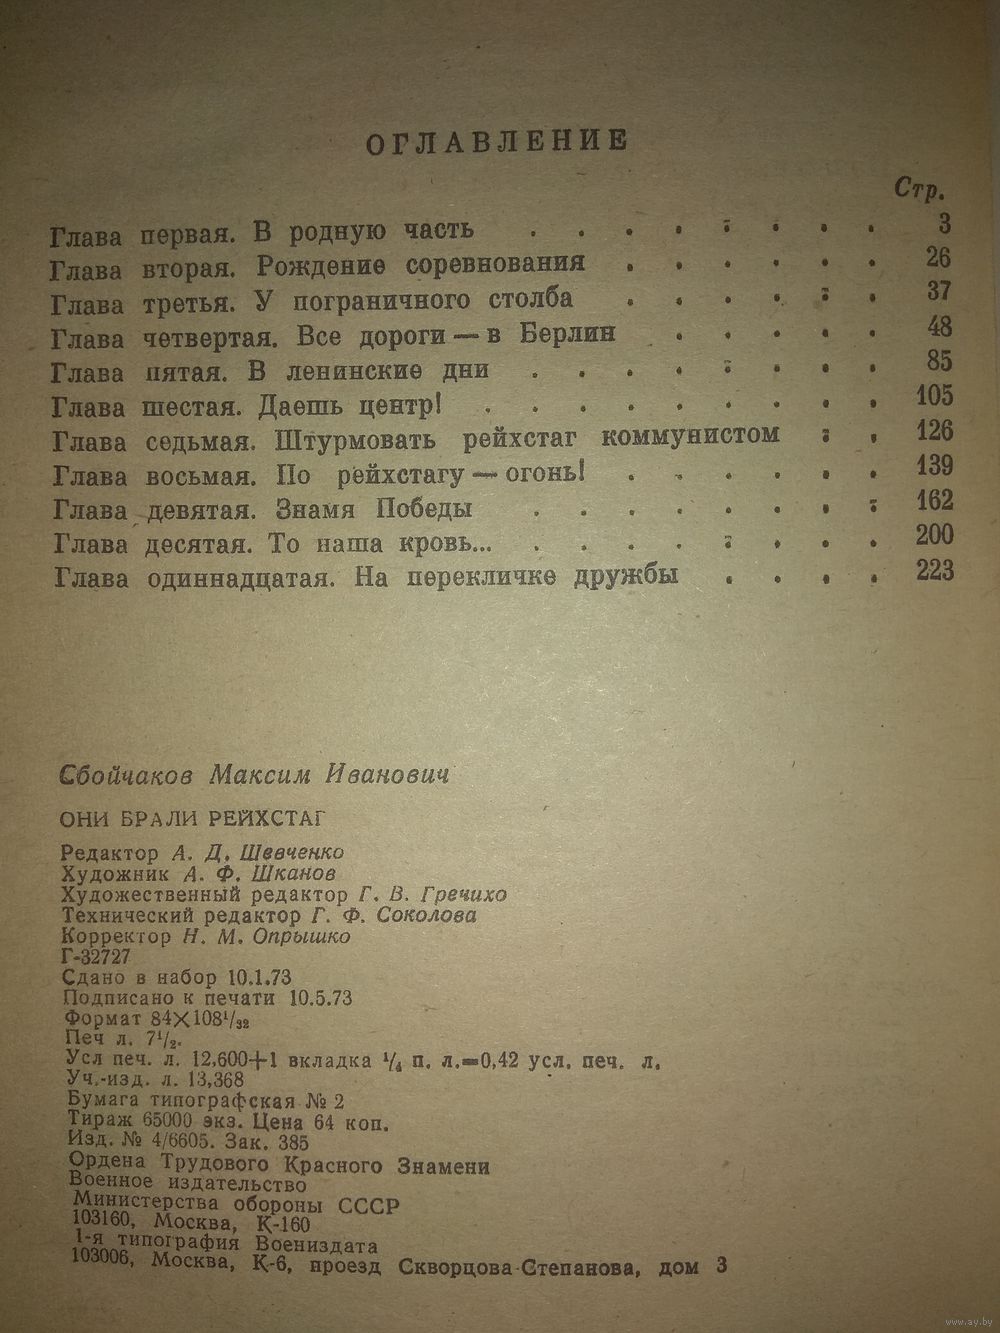 ОГЛАВЛЕНИЕ
Стр.
Глава первая. В родную часть . . . . . . . . 3
Глава вторая. Рождение соревнования . . . . . . 26
Глава третья. У пограничного столба . . . . . . 37
Глава четвертая. Все дороги — в Берлин . . . . . 48
Глава пятая. В ленинские дни . . . . . . . . 85
Глава шестая. Даешь центр! . . . . . . . . . 105
Глава седьмая. Штурмовать рейхстаг коммунистом . . 126
Глава восьмая. По рейхстагу — огонь! . . . . . . 139
Глава девятая. Знамя Победы . . . . . . . . 162
Глава десятая. То наша кровь... . . . . . . . . 200
Глава одиннадцатая. На перекличке дружбы . . . . 223
Сбойчаков Максим Иванович
ОНИ БРАЛИ РЕЙХСТАГ
Редактор А. Д. Шевченко
Художник А. Ф. Шканов
Художественный редактор Г. В. Гречихо
Технический редактор Г. Ф. Соколова
Корректор Н. М. Опрышко
Г-32727
Сдано в набор 10.1.73
Подписано к печати 10.5.73
Формат 84×108¹/₃₂
Печ л. 7¹/₂.
Усл печ. л. 12,600+1 вкладка ¹/₄ п. л.=0,42 усл. печ. л.
Уч.-изд. л. 13,368
Бумага типографская № 2
Тираж 65000 экз. Цена 64 коп.
Изд. № 4/6605. Зак. 385
Ордена Трудового Красного Знамени
Военное издательство
Министерства обороны СССР
103160, Москва, К-160
1-я типография Воениздата
103006, Москва, К-6, проезд Скворцова-Степанова, дом 3
www.ay.by